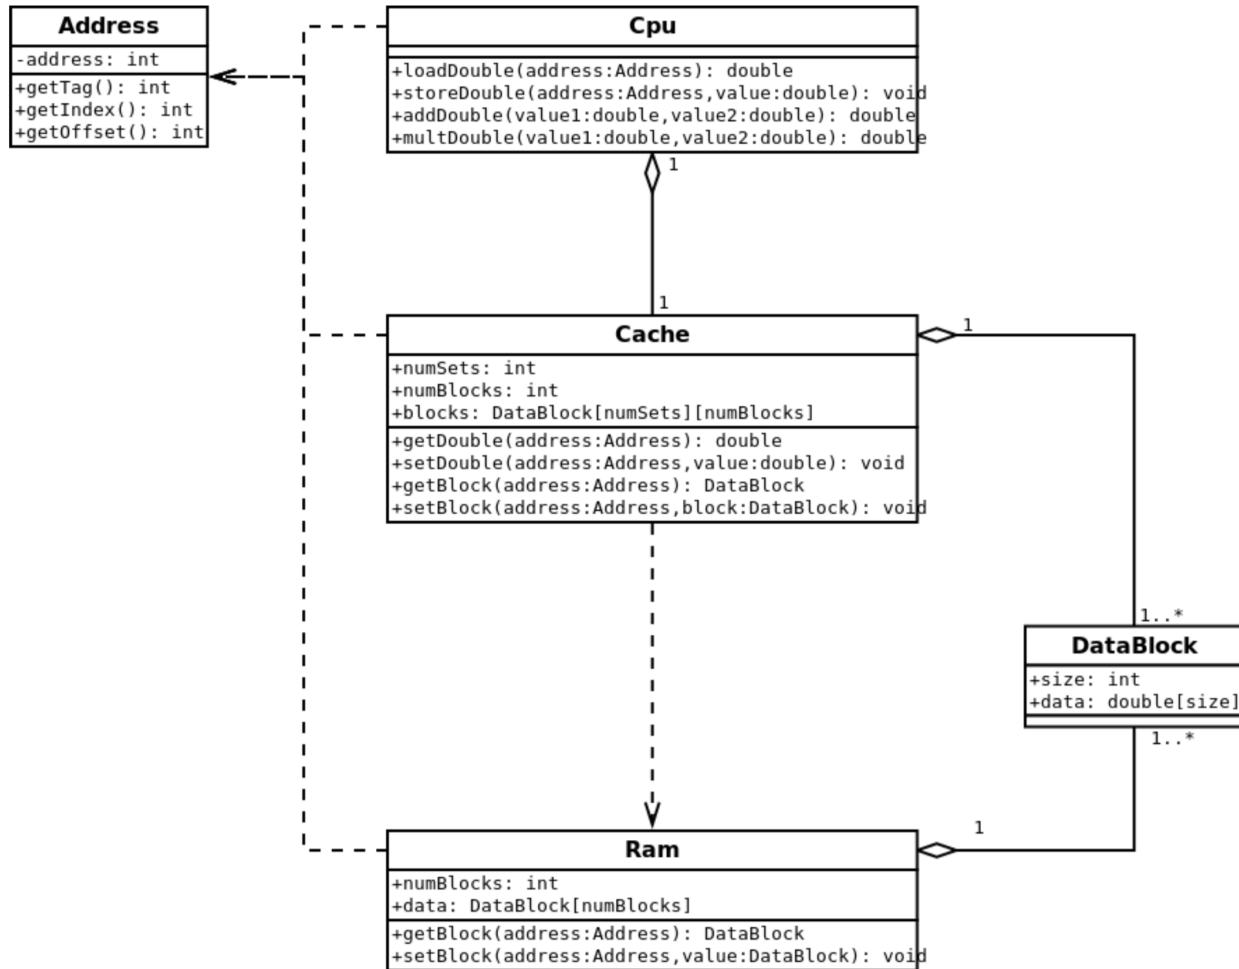 Address
-address: int
+getTag(): int
+getIndex(): int
+getOffset(): int
Cpu
+loadDouble(address:Address): double
+storeDouble(address:Address,value:double): void
+addDouble(value1:double,value2:double): double
+multDouble(value1:double,value2:double): double
1
1
Cache
+numSets: int
+numBlocks: int
+blocks: DataBlock[numSets][numBlocks]
+getDouble(address:Address): double
+setDouble(address:Address,value:double): void
+getBlock(address:Address): DataBlock
+setBlock(address:Address,block:DataBlock): void
1
1..*
DataBlock
+size: int
+data: double[size]
1..*
1
Ram
+numBlocks: int
+data: DataBlock[numBlocks]
+getBlock(address:Address): DataBlock
+setBlock(address:Address,value:DataBlock): void